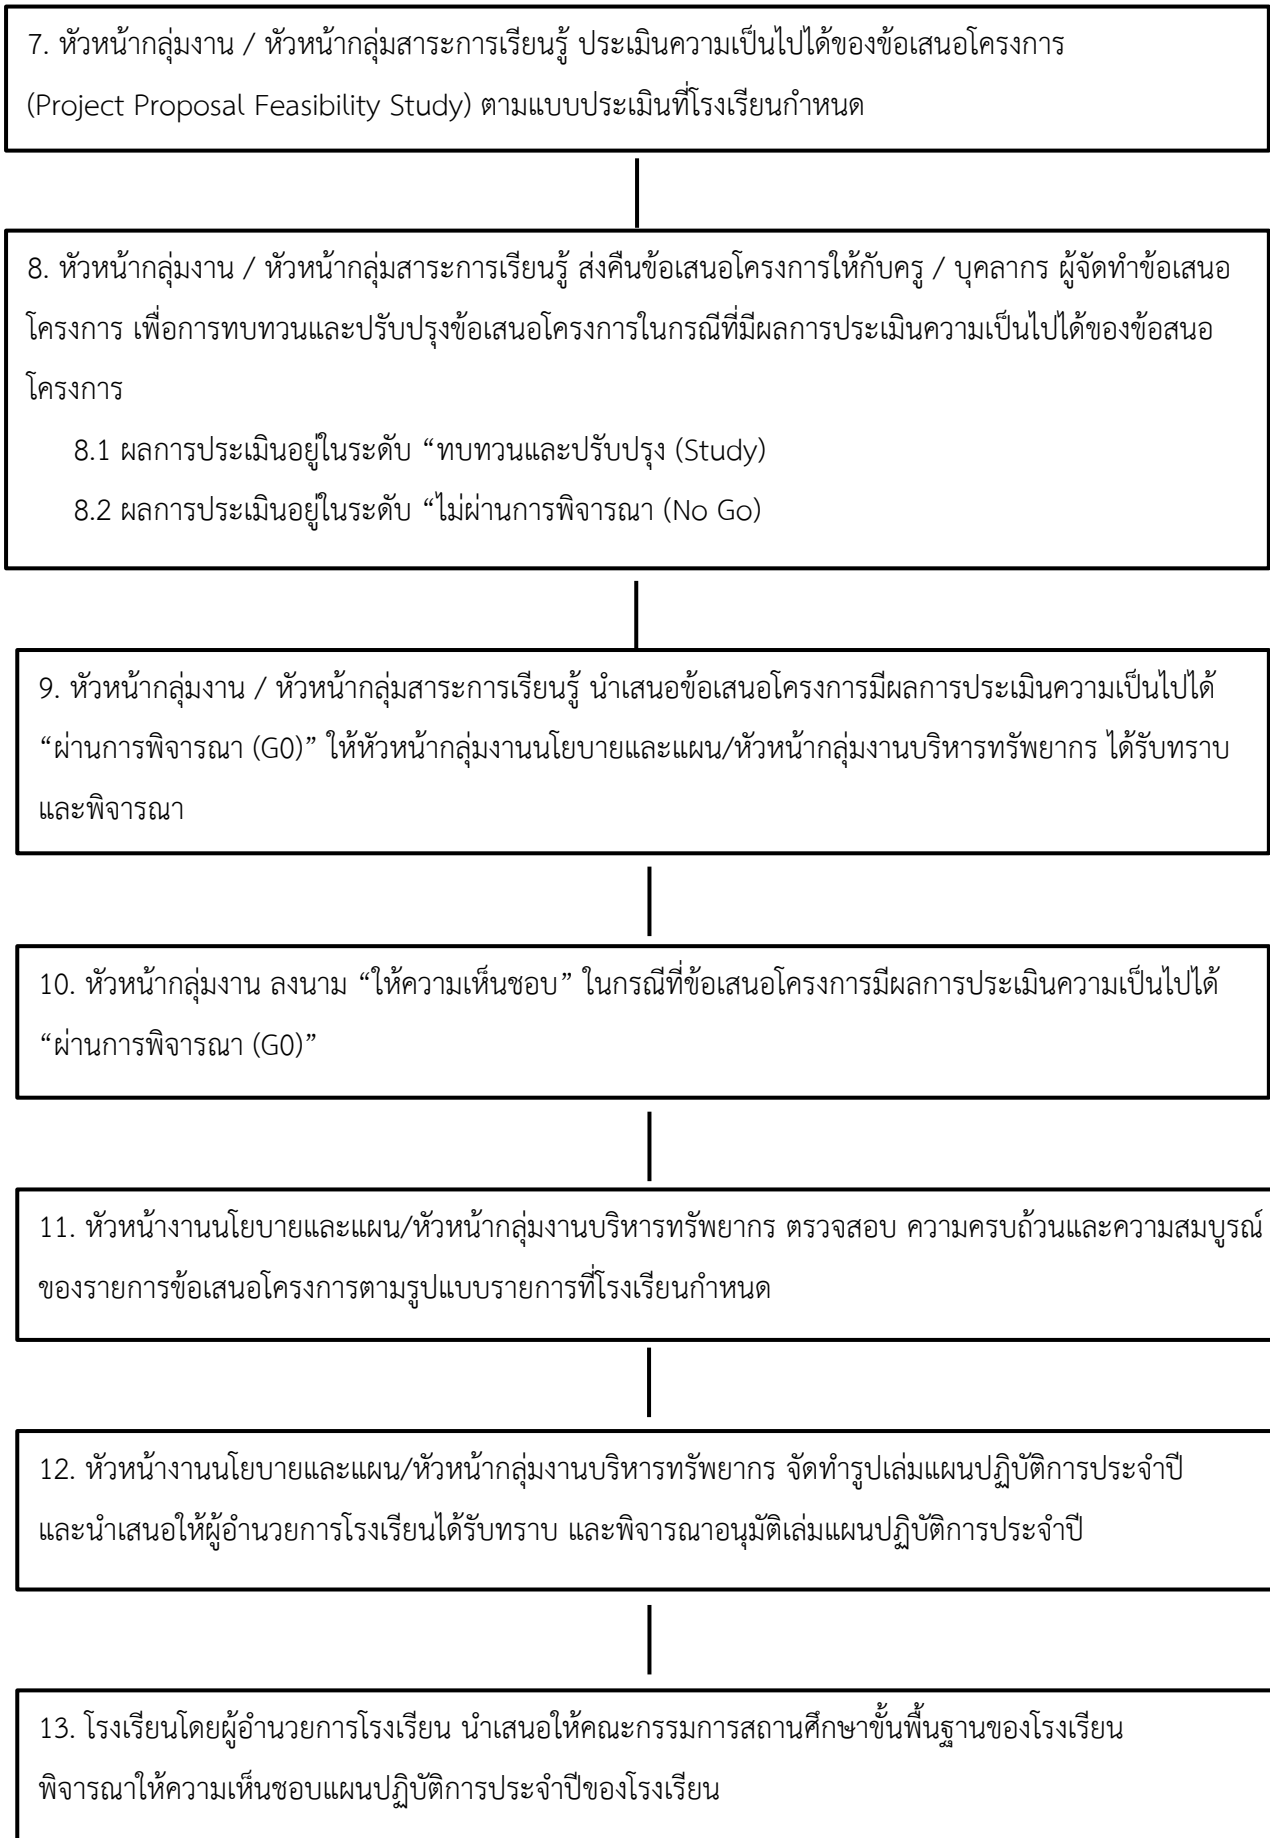 7. หัวหน้ากลุ่มงาน / หัวหน้ากลุ่มสาระการเรียนรู้ ประเมินความเป็นไปได้ของข้อเสนอโครงการ
(Project Proposal Feasibility Study) ตามแบบประเมินที่โรงเรียนกำหนด
8. หัวหน้ากลุ่มงาน / หัวหน้ากลุ่มสาระการเรียนรู้ ส่งคืนข้อเสนอโครงการให้กับครู / บุคลากร ผู้จัดทำข้อเสนอ
โครงการ เพื่อการทบทวนและปรับปรุงข้อเสนอโครงการในกรณีที่มีผลการประเมินความเป็นไปได้ของข้อสนอ
โครงการ
8.1 ผลการประเมินอยู่ในระดับ “ทบทวนและปรับปรุง (Study)
8.2 ผลการประเมินอยู่ในระดับ “ไม่ผ่านการพิจารณา (No Go)
9. หัวหน้ากลุ่มงาน / หัวหน้ากลุ่มสาระการเรียนรู้ นำเสนอข้อเสนอโครงการมีผลการประเมินความเป็นไปได้
“ผ่านการพิจารณา (G0)” ให้หัวหน้ากลุ่มงานนโยบายและแผน/หัวหน้ากลุ่มงานบริหารทรัพยากร ได้รับทราบ
และพิจารณา
10. หัวหน้ากลุ่มงาน ลงนาม “ให้ความเห็นชอบ” ในกรณีที่ข้อเสนอโครงการมีผลการประเมินความเป็นไปได้
“ผ่านการพิจารณา (G0)”
11. หัวหน้างานนโยบายและแผน/หัวหน้ากลุ่มงานบริหารทรัพยากร ตรวจสอบ ความครบถ้วนและความสมบูรณ์
ของรายการข้อเสนอโครงการตามรูปแบบรายการที่โรงเรียนกำหนด
12. หัวหน้างานนโยบายและแผน/หัวหน้ากลุ่มงานบริหารทรัพยากร จัดทำรูปเล่มแผนปฏิบัติการประจำปี
และนำเสนอให้ผู้อำนวยการโรงเรียนได้รับทราบ และพิจารณาอนุมัติเล่มแผนปฏิบัติการประจำปี
13. โรงเรียนโดยผู้อำนวยการโรงเรียน นำเสนอให้คณะกรรมการสถานศึกษาขั้นพื้นฐานของโรงเรียน
พิจารณาให้ความเห็นชอบแผนปฏิบัติการประจำปีของโรงเรียน